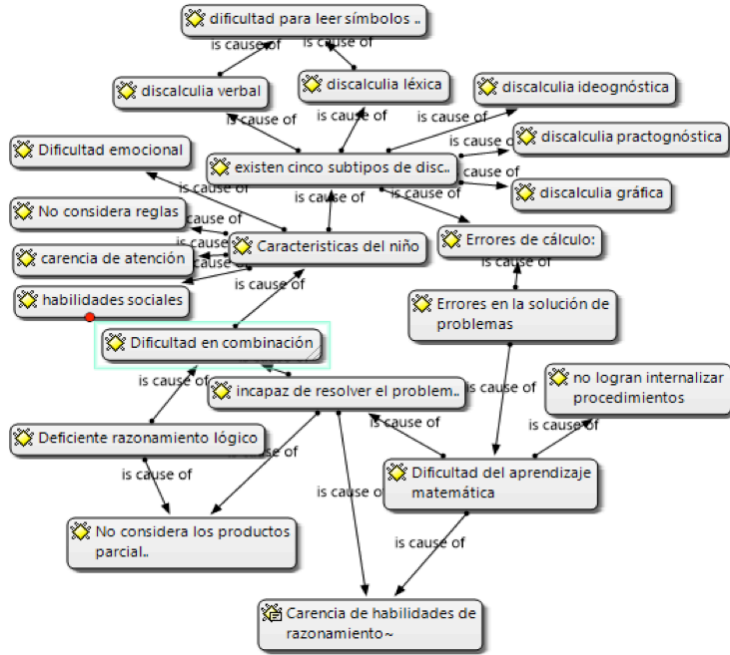 dificultad para leer símbolos ..
is cause of
is cause of
discalculia verbal
discalculia léxica
discalculia ideognóstica
is cause of
is cause of
is cause of
discalculia practognóstica
Dificultad emocional
existen cinco subtipos de disc..
is cause of
is cause of
is cause of
is cause of
discalculia gráfica
No considera reglas
is cause of
Caracteristicas del niño
Errores de cálculo:
carencia de atención
is cause of
habilidades sociales
is cause of
Errores en la solución de
problemas
Dificultad en combinación
is cause of
incapaz de resolver el problem..
is cause of
no logran internalizar
procedimientos
Deficiente razonamiento lógico
is cause of
is cause of
is cause of
is cause of
Dificultad del aprendizaje
matemática
is cause of
No considera los productos
parcial..
is cause of
Carencia de habilidades de
razonamiento~